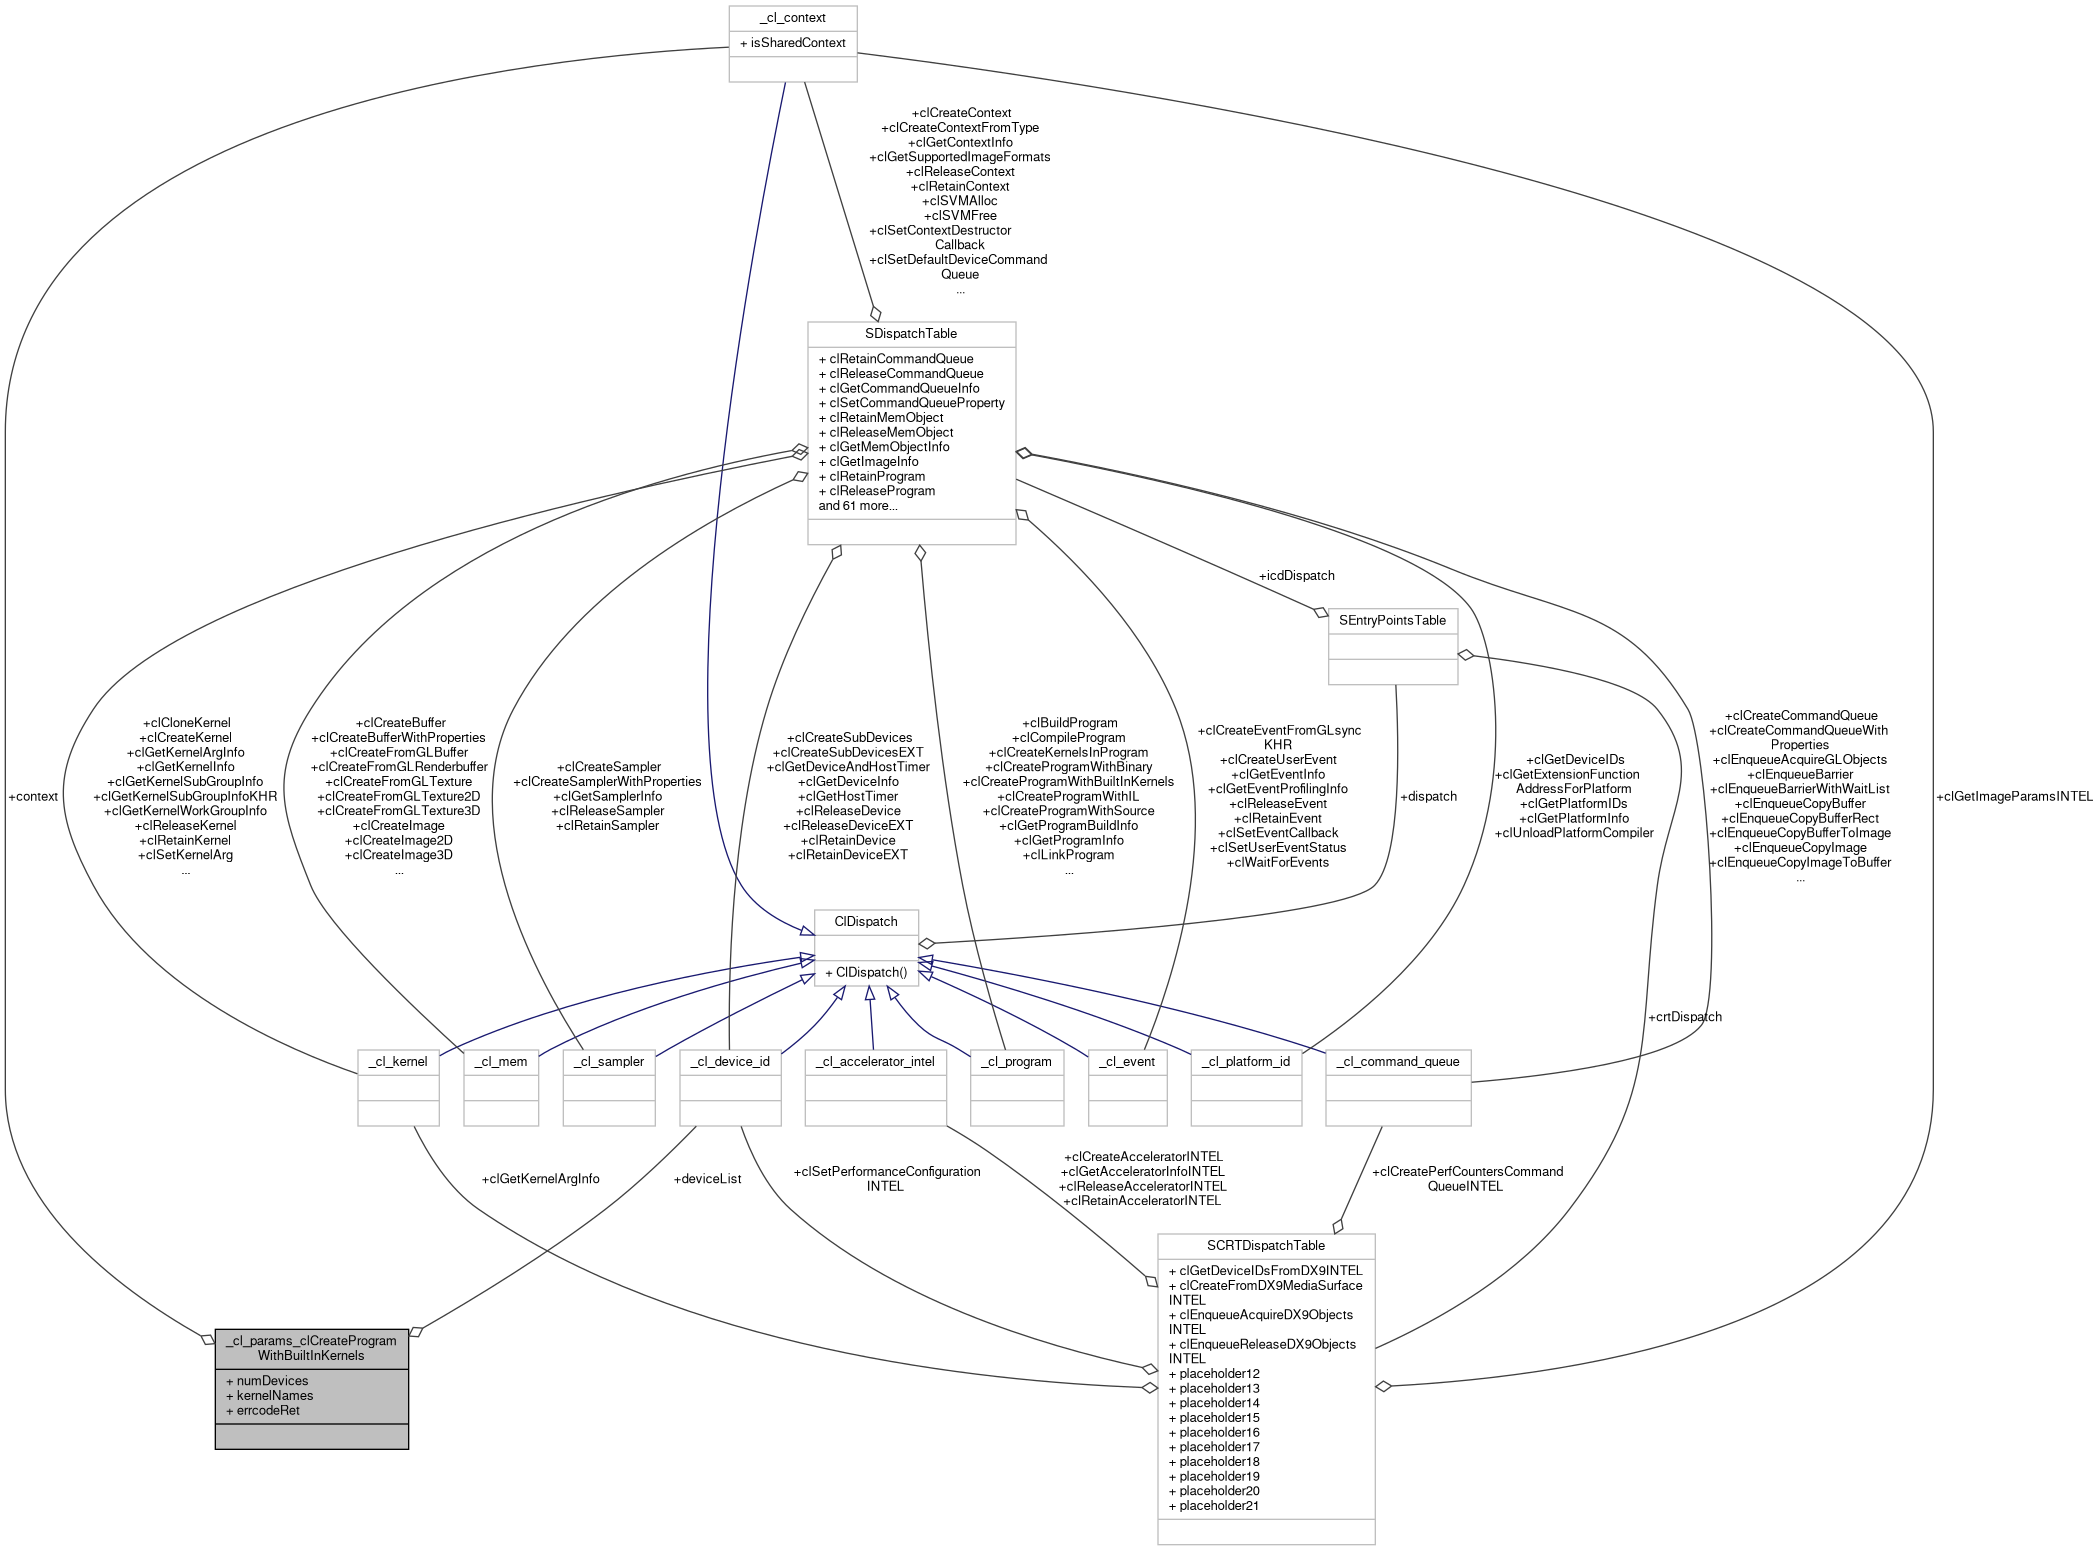 _cl_context
+ isSharedContext
+clCreateContext
+clCreateContextFromType
+clGetContextInfo
+clGetSupportedImageFormats
+clReleaseContext
+clRetainContext
+clSVMAlloc
+clSVMFree
+clSetContextDestructor
Callback
+clSetDefaultDeviceCommand
Queue
...
SDispatchTable
+ clRetainCommandQueue
+ clReleaseCommandQueue
+ clGetCommandQueueInfo
+ clSetCommandQueueProperty
+ clRetainMemObject
+ clReleaseMemObject
+ clGetMemObjectInfo
+ clGetImageInfo
+ clRetainProgram
+ clReleaseProgram
and 61 more...
+icdDispatch
SEntryPointsTable
+context
+clCloneKernel
+clCreateKernel
+clGetKernelArgInfo
+clGetKernelInfo
+clGetKernelSubGroupInfo
+clGetKernelSubGroupInfoKHR
+clGetKernelWorkGroupInfo
+clReleaseKernel
+clRetainKernel
+clSetKernelArg
...
+clCreateBuffer
+clCreateBufferWithProperties
+clCreateFromGLBuffer
+clCreateFromGLRenderbuffer
+clCreateFromGLTexture
+clCreateFromGLTexture2D
+clCreateFromGLTexture3D
+clCreateImage
+clCreateImage2D
+clCreateImage3D
...
+clCreateSampler
+clCreateSamplerWithProperties
+clGetSamplerInfo
+clReleaseSampler
+clRetainSampler
+clCreateSubDevices
+clCreateSubDevicesEXT
+clGetDeviceAndHostTimer
+clGetDeviceInfo
+clGetHostTimer
+clReleaseDevice
+clReleaseDeviceEXT
+clRetainDevice
+clRetainDeviceEXT
+clBuildProgram
+clCompileProgram
+clCreateKernelsInProgram
+clCreateProgramWithBinary
+clCreateProgramWithBuiltInKernels
+clCreateProgramWithIL
+clCreateProgramWithSource
+clGetProgramBuildInfo
+clGetProgramInfo
+clLinkProgram
...
+clCreateEventFromGLsync
KHR
+clCreateUserEvent
+clGetEventInfo
+clGetEventProfilingInfo
+clReleaseEvent
+clRetainEvent
+clSetEventCallback
+clSetUserEventStatus
+clWaitForEvents
+dispatch
+clGetDeviceIDs
+clGetExtensionFunction
AddressForPlatform
+clGetPlatformIDs
+clGetPlatformInfo
+clUnloadPlatformCompiler
+clCreateCommandQueue
+clCreateCommandQueueWith
Properties
+clEnqueueAcquireGLObjects
+clEnqueueBarrier
+clEnqueueBarrierWithWaitList
+clEnqueueCopyBuffer
+clEnqueueCopyBufferRect
+clEnqueueCopyBufferToImage
+clEnqueueCopyImage
+clEnqueueCopyImageToBuffer
...
+clGetImageParamsINTEL
ClDispatch
+ ClDispatch()
+crtDispatch
_cl_kernel
_cl_mem
_cl_sampler
_cl_device_id
_cl_accelerator_intel
_cl_program
_cl_event
_cl_platform_id
_cl_command_queue
+clGetKernelArgInfo
+deviceList
+clSetPerformanceConfiguration
INTEL
+clCreateAcceleratorINTEL
+clGetAcceleratorInfoINTEL
+clReleaseAcceleratorINTEL
+clRetainAcceleratorINTEL
+clCreatePerfCountersCommand
QueueINTEL
SCRTDispatchTable
+ clGetDeviceIDsFromDX9INTEL
+ clCreateFromDX9MediaSurface
INTEL
+ clEnqueueAcquireDX9Objects
INTEL
+ clEnqueueReleaseDX9Objects
INTEL
+ placeholder12
+ placeholder13
+ placeholder14
+ placeholder15
+ placeholder16
+ placeholder17
+ placeholder18
+ placeholder19
+ placeholder20
+ placeholder21
_cl_params_clCreateProgram
WithBuiltInKernels
+ numDevices
+ kernelNames
+ errcodeRet